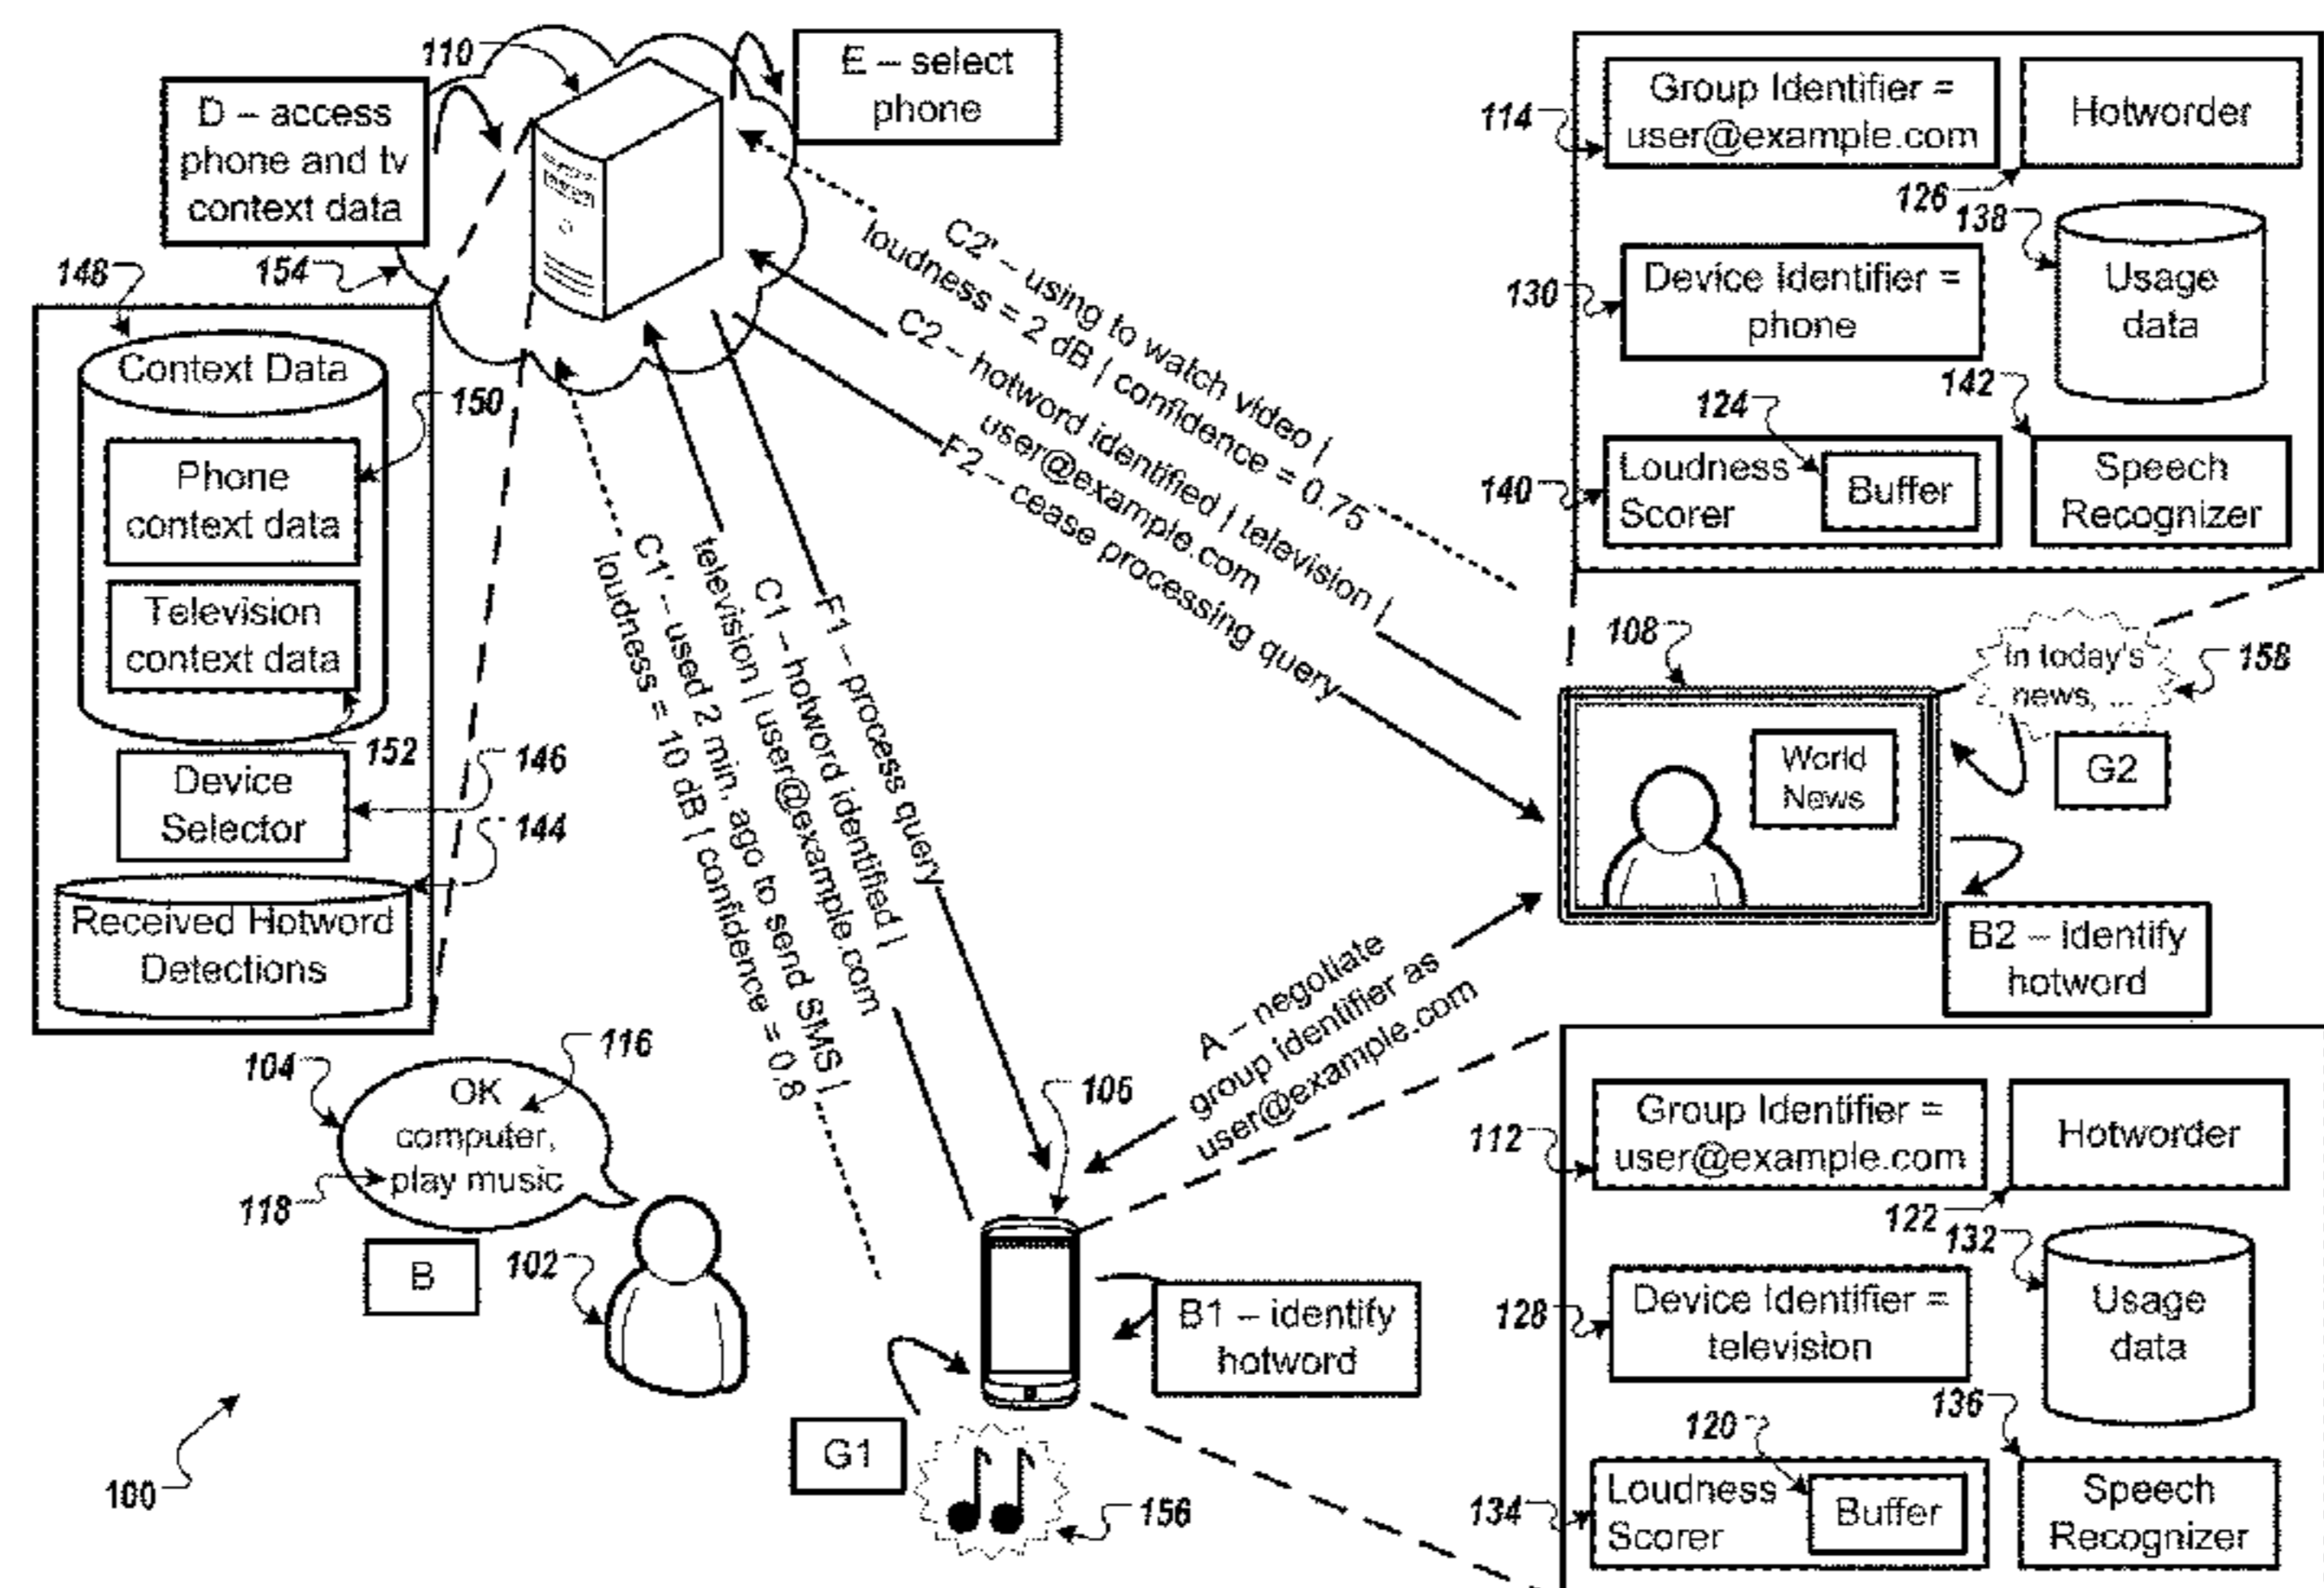 110
E – select
phone
D – access
phone and tv
context data
154
148
Context Data
150
Phone
context data
Television
context data
152
Device
Selector
146
144
Received Hotword
Detections
C2' – using to watch video |
loudness = 2 dB | confidence = 0.75
C2 – hotword identified | television |
user@example.com
F2 – cease processing query
F1 – process query
C1 – hotword identified |
television | user@example.com
C1' – used 2 min. ago to send SMS |
loudness = 10 dB | confidence = 0.8
114
Group Identifier =
user@example.com
Hotworder
126
138
130
Device Identifier =
phone
Usage
data
142
124
140
Loudness
Scorer
Buffer
Speech
Recognizer
108
In today's
news, ...
158
World
News
G2
B2 – identify
hotword
A – negotiate
group identifier as
user@example.com
104
116
OK
computer,
play music
118
B
102
106
B1 – identify
hotword
G1
156
100
112
Group Identifier =
user@example.com
Hotworder
122
132
128
Device Identifier =
television
Usage
data
136
120
134
Loudness
Scorer
Buffer
Speech
Recognizer